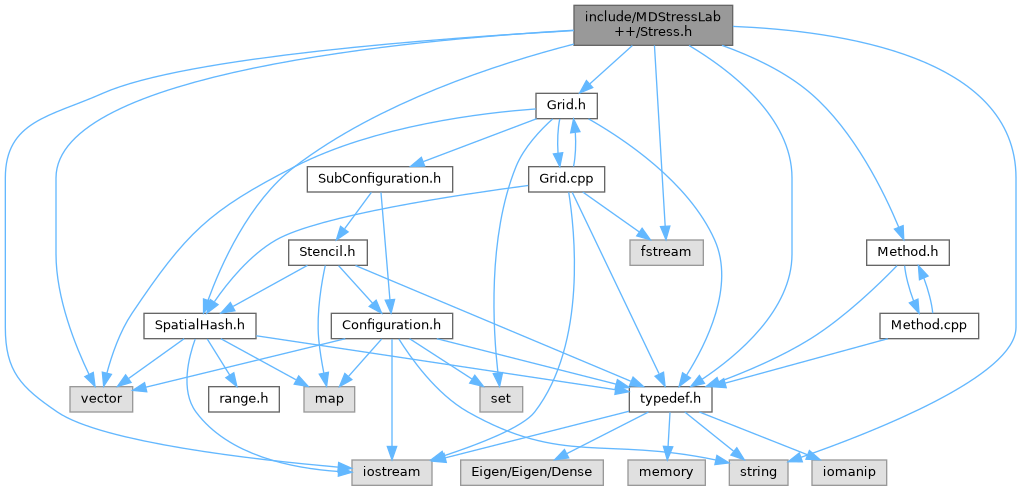 include/MDStressLab
++/Stress.h
Grid.h
SubConfiguration.h
Grid.cpp
Stencil.h
fstream
Method.h
SpatialHash.h
Configuration.h
Method.cpp
vector
range.h
map
set
typedef.h
iostream
Eigen/Eigen/Dense
memory
string
iomanip